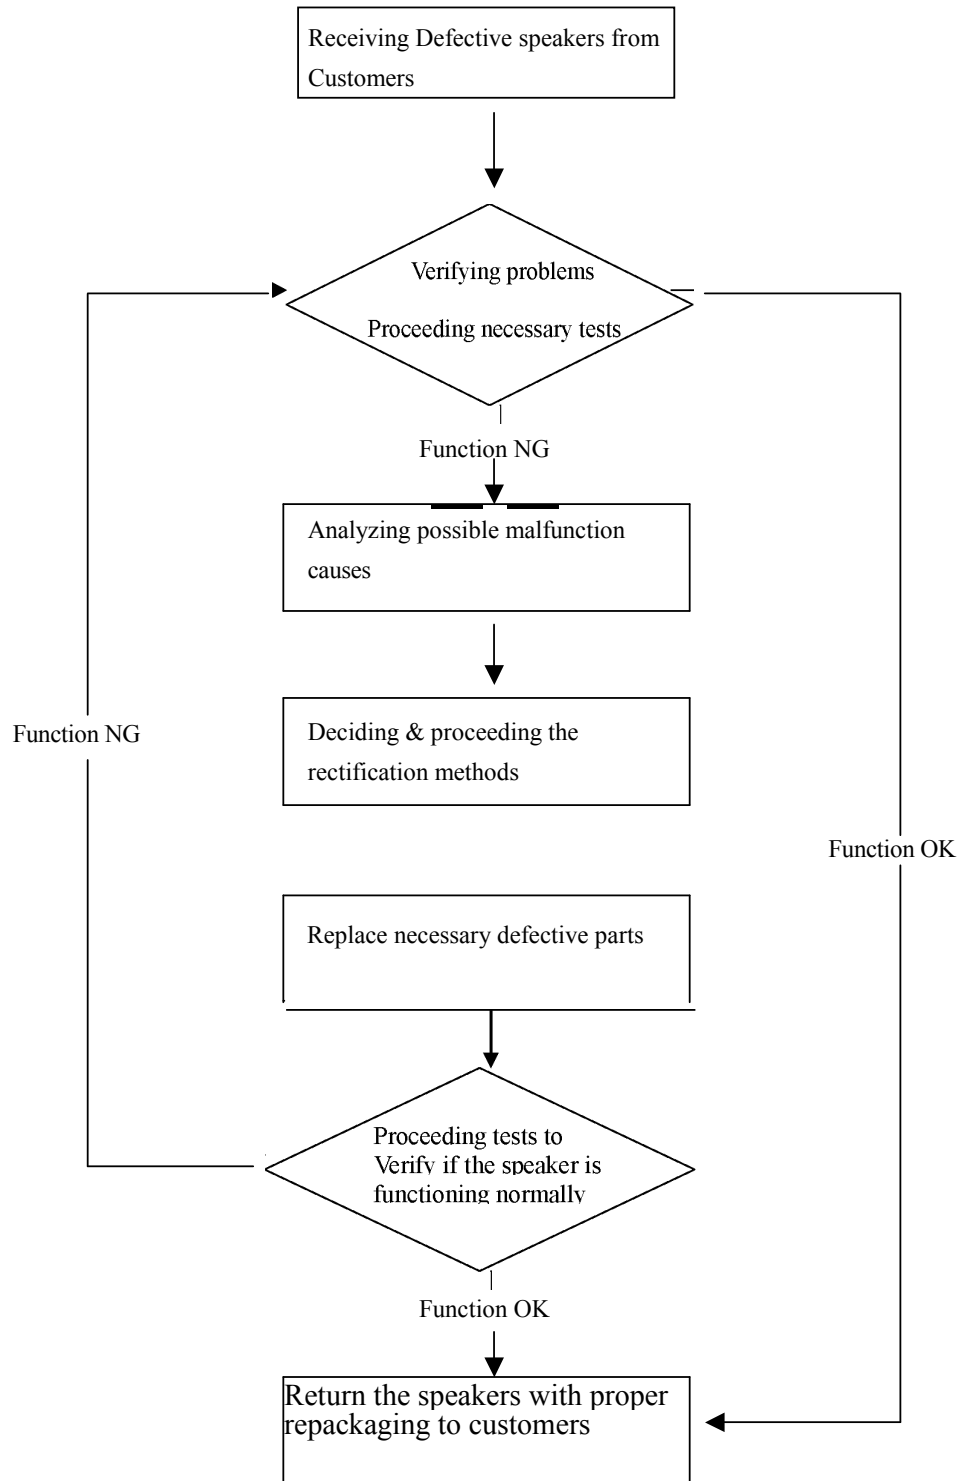 Receiving Defective speakers from
Customers
Verifying problems
Proceeding necessary tests
Function NG
Analyzing possible malfunction
causes
Deciding & proceeding the
rectification methods
Function NG
Function OK
Replace necessary defective parts
Proceeding tests to
Verify if the speaker is
functioning normally
Function OK
Return the speakers with proper
repackaging to customers